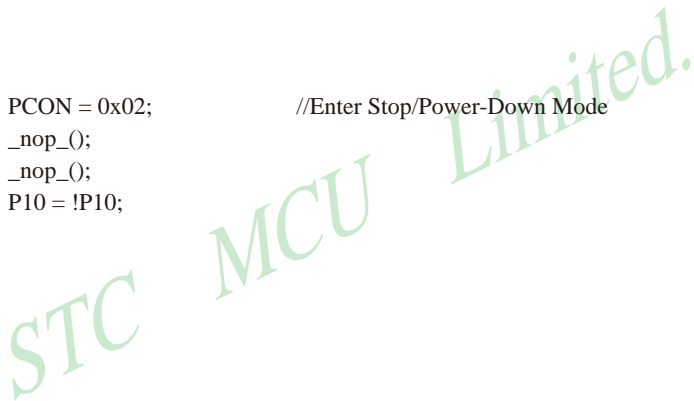 PCON = 0x02; //Enter Stop/Power-Down Mode
_nop_();
_nop_();
P10 = !P10;
STC MCU Limited.